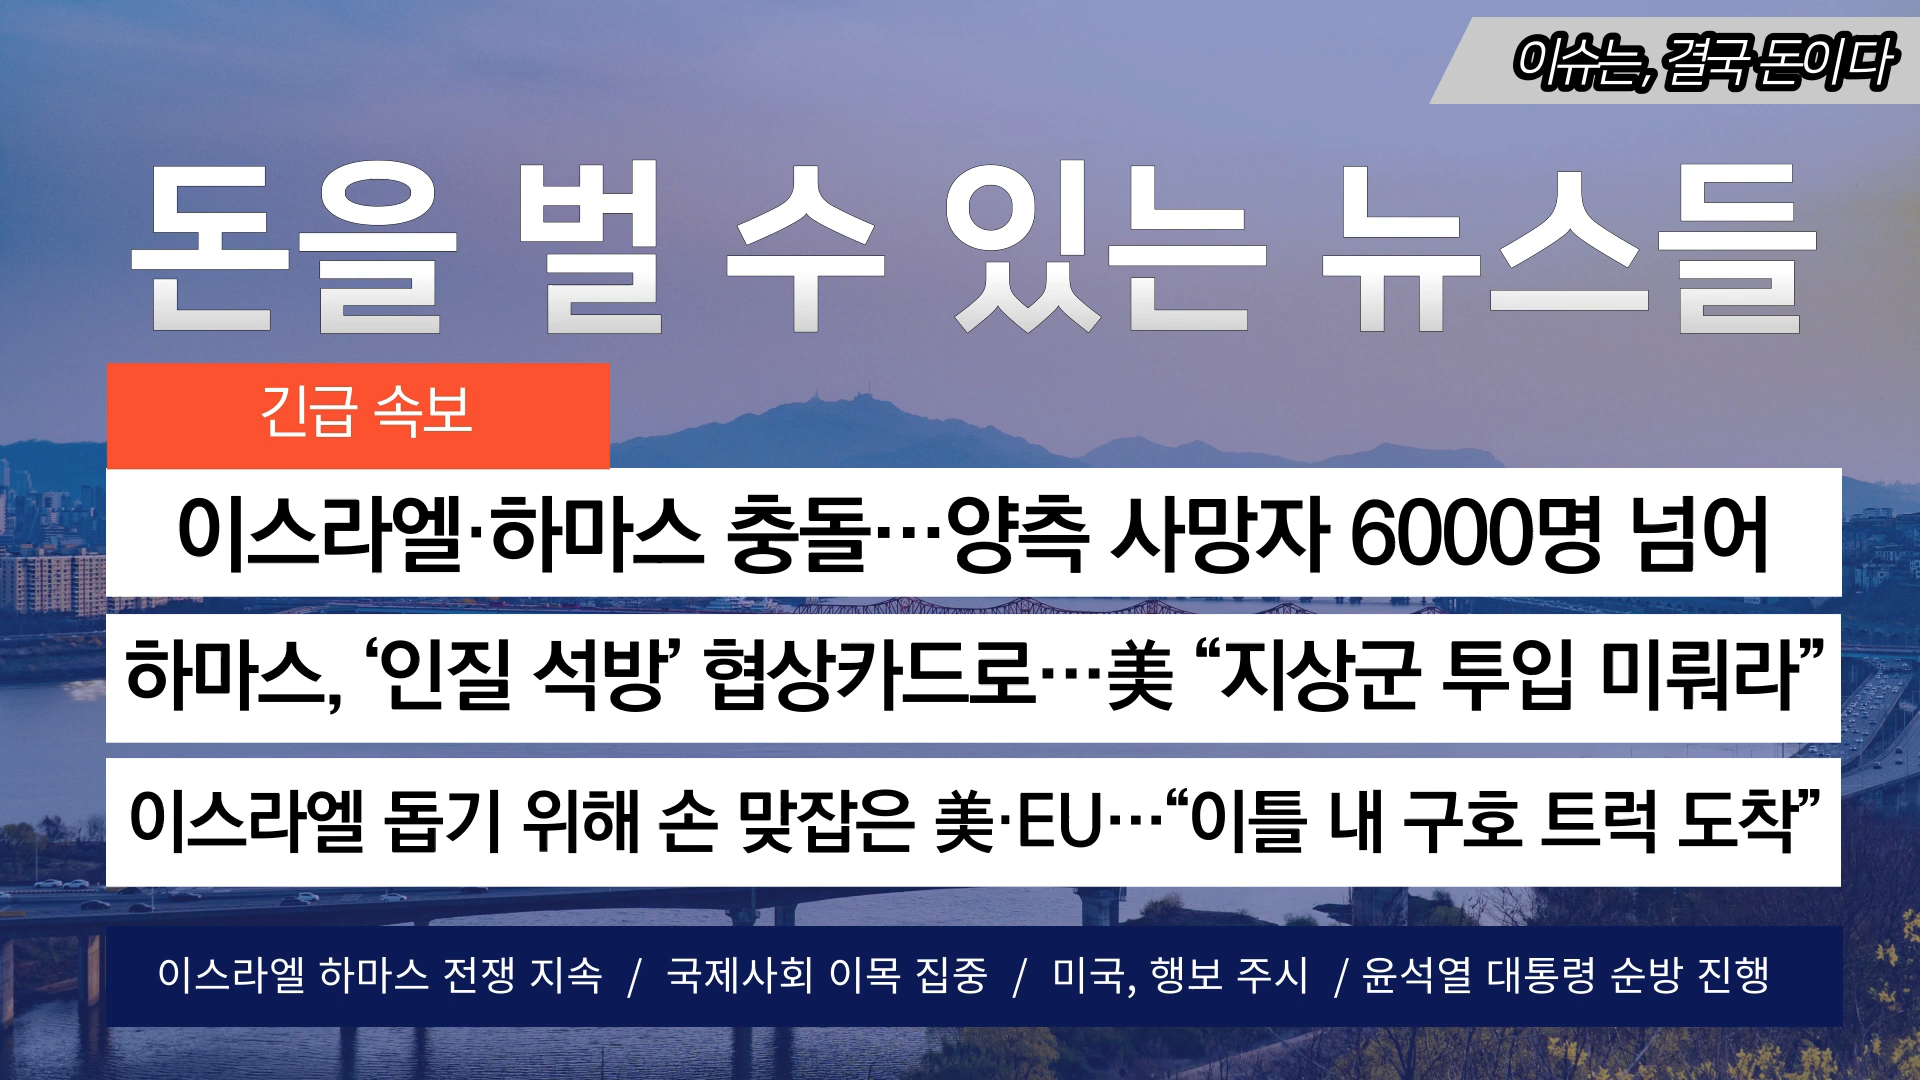 이슈는, 결국 돈이다
돈을 벌 수 있는 뉴스들
긴급 속보
이스라엘·하마스 충돌…양측 사망자 6000명 넘어
하마스, ‘인질 석방’ 협상카드로…美 “지상군 투입 미뤄라”
이스라엘 돕기 위해 손 맞잡은 美·EU…“이틀 내 구호 트럭 도착”
이스라엘 하마스 전쟁 지속 / 국제사회 이목 집중 / 미국, 행보 주시 / 윤석열 대통령 순방 진행